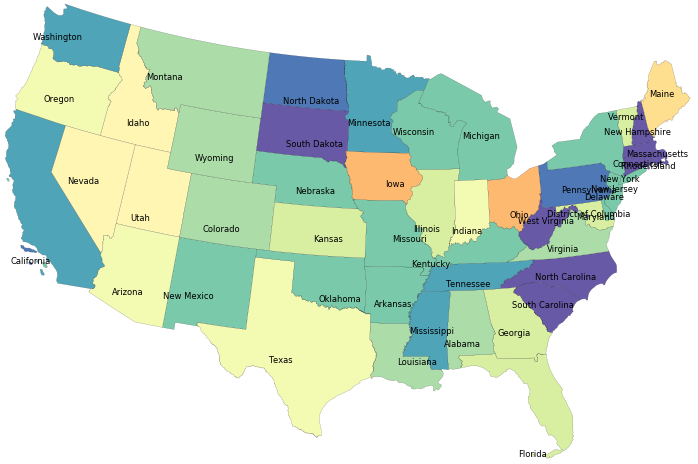 Washington
Montana
Maine
Oregon
North Dakota
Vermont
Idaho
Minnesota
New Hampshire
Wisconsin
Michigan
South Dakota
Massachusetts
Wyoming
Connecticut
Rhode Island
Nevada
New York
Iowa
Nebraska
Pennsylvania
New Jersey
Delaware
Utah
Ohio
District of Columbia
Maryland
West Virginia
Colorado
Illinois
Indiana
Kansas
Missouri
Virginia
California
Kentucky
North Carolina
Tennessee
Arizona
New Mexico
Oklahoma
Arkansas
South Carolina
Mississippi
Georgia
Alabama
Texas
Louisiana
Florida